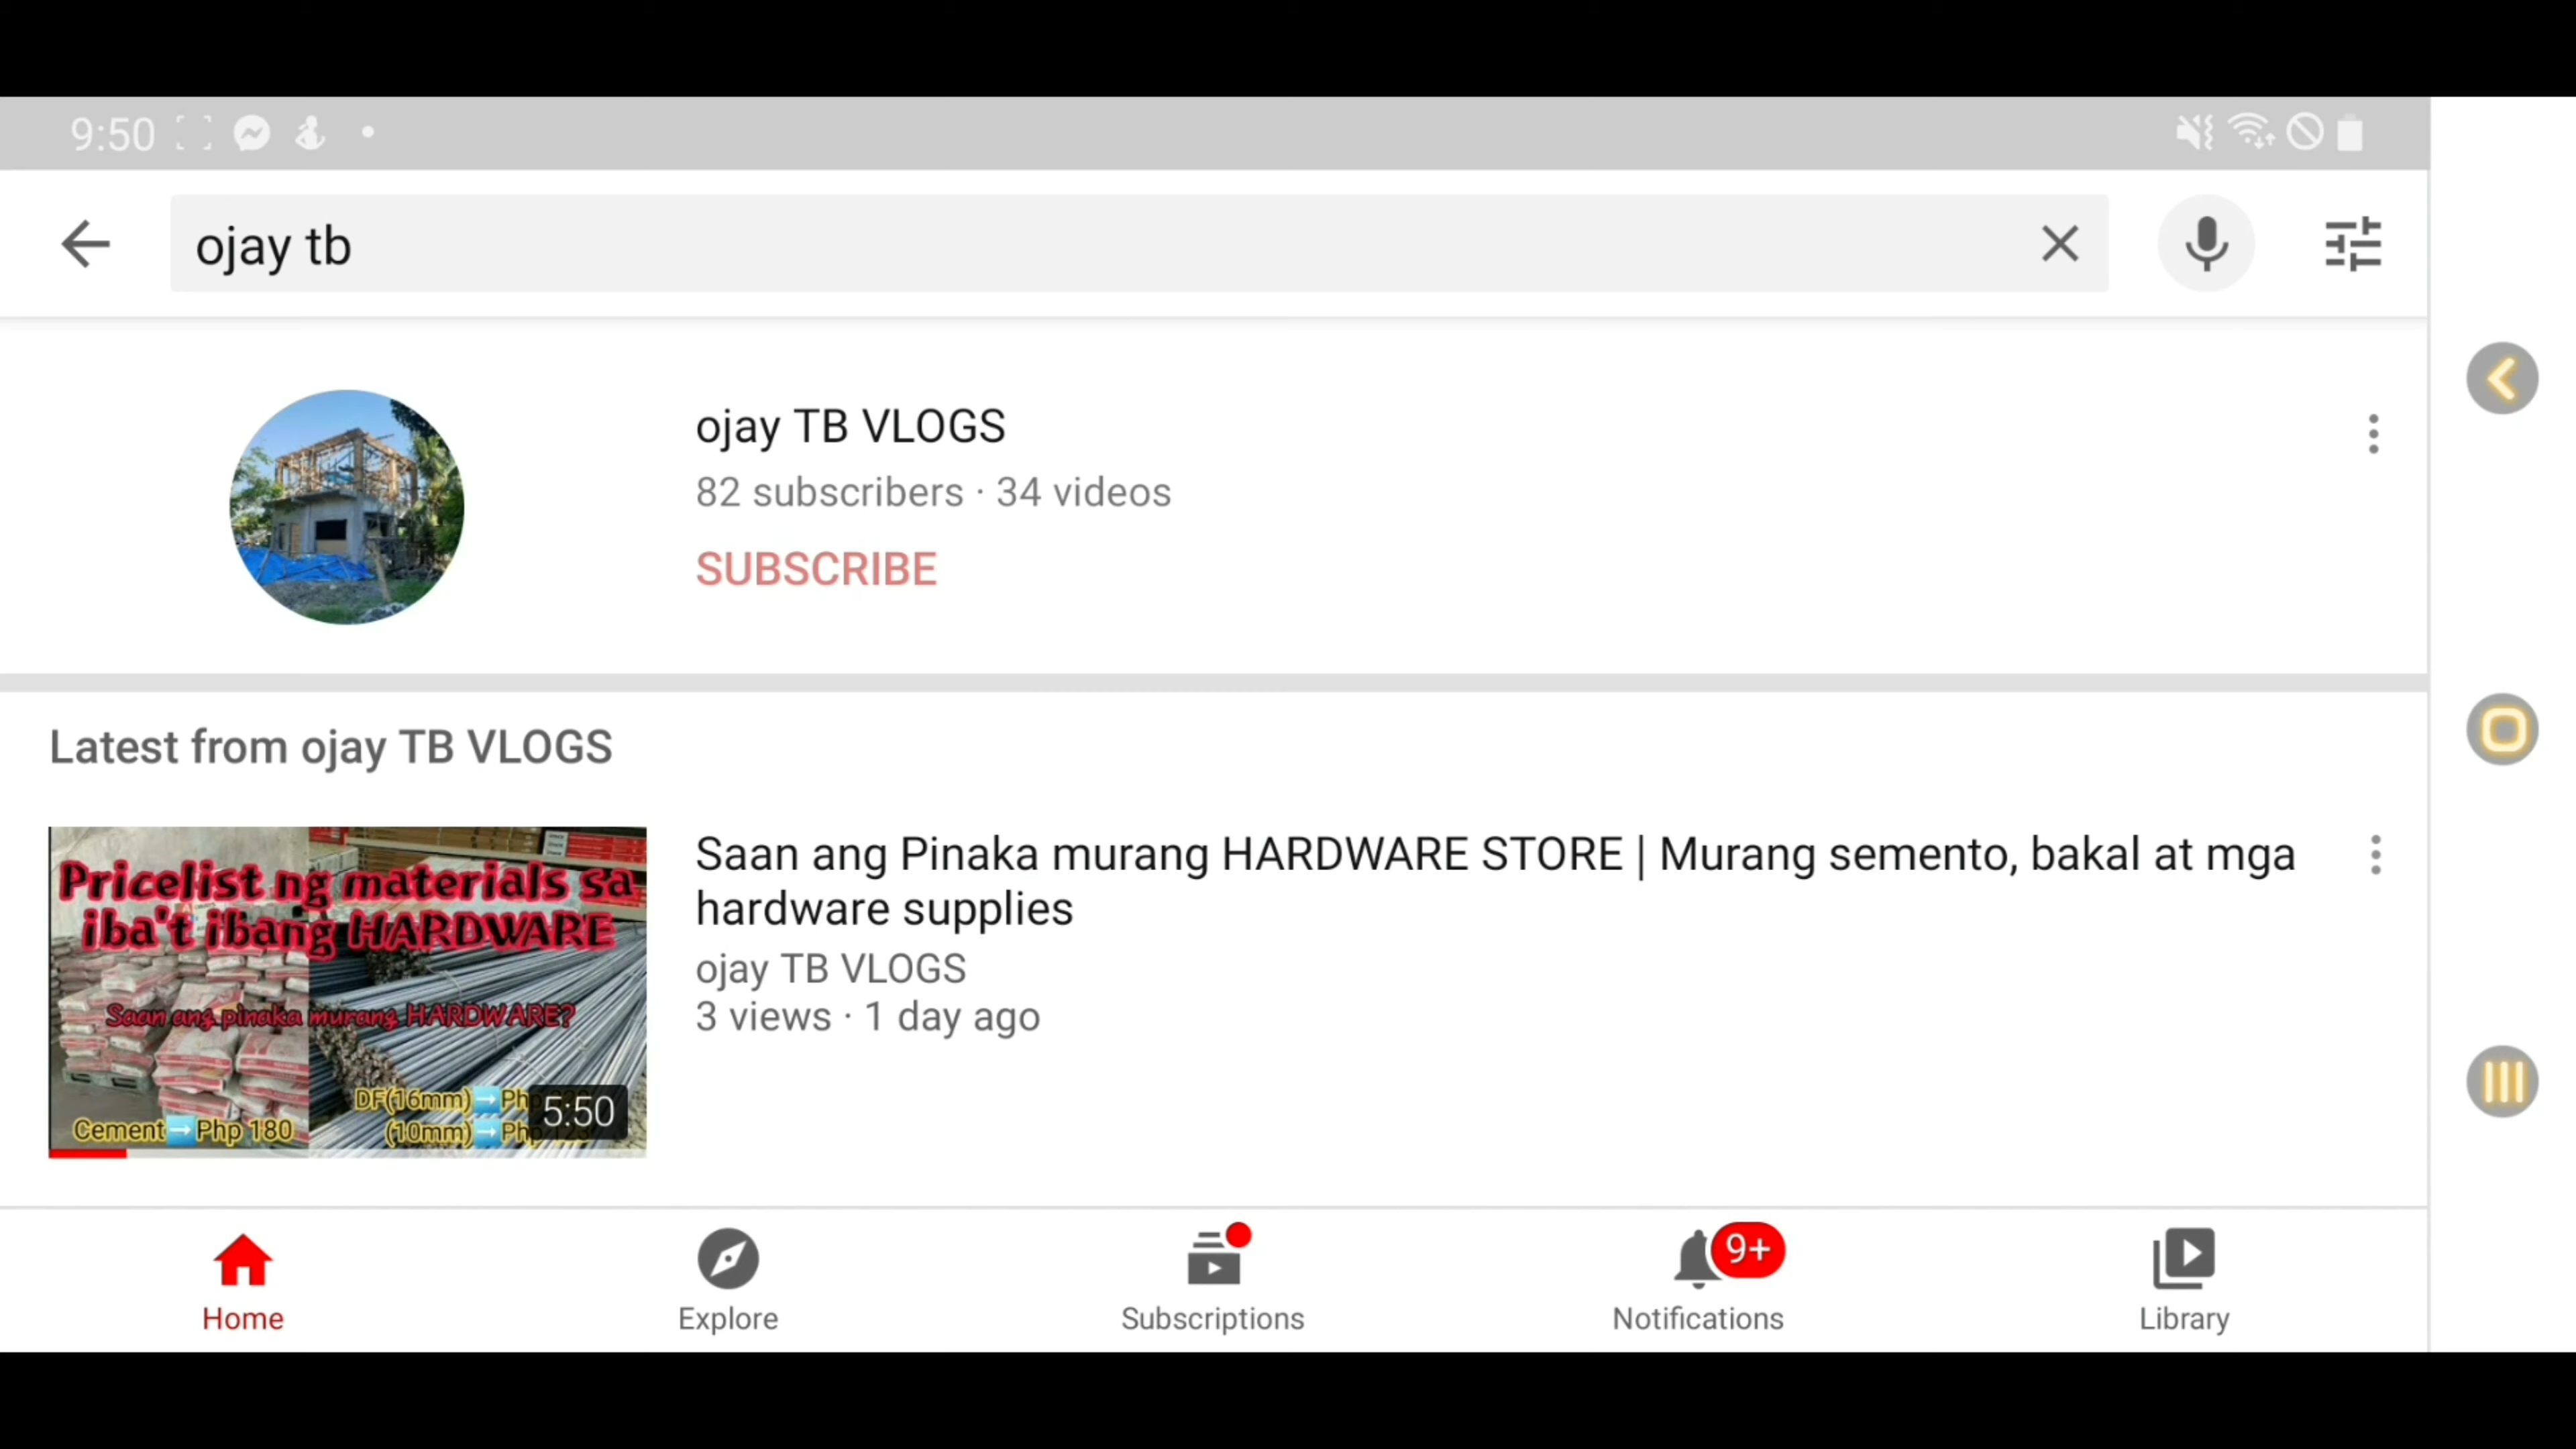 9:50
ojay tb
ojay TB VLOGS
82 subscribers · 34 videos
SUBSCRIBE
Latest from ojay TB VLOGS
Pricelist ng materials sa
iba't ibang HARDWARE
Saan ang pinaka murang HARDWARE?
DF(16mm)➡Ph
Cement➡Php 180
(10mm)➡Ph
5:50
Saan ang Pinaka murang HARDWARE STORE | Murang semento, bakal at mga
hardware supplies
ojay TB VLOGS
3 views · 1 day ago
Home
Explore
Subscriptions
9+
Notifications
Library